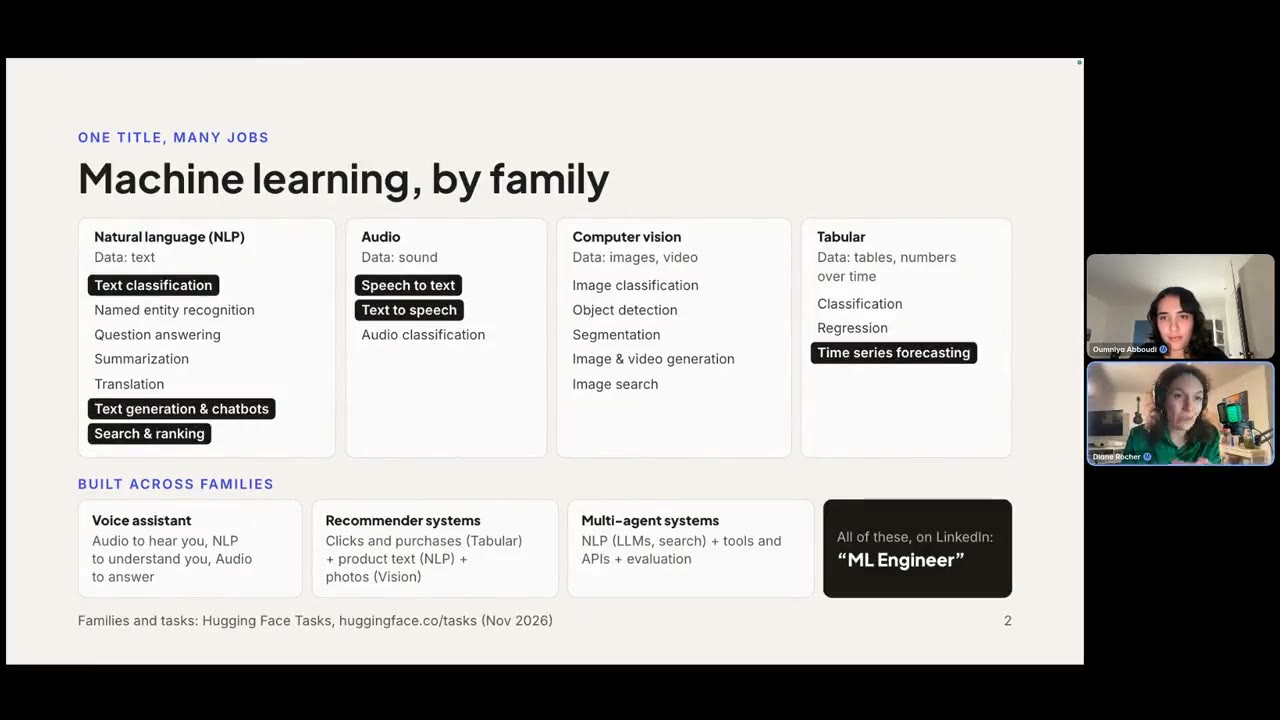 ONE TITLE, MANY JOBS
Machine learning, by family
Natural language (NLP)
Data: text
Text classification
Named entity recognition
Question answering
Summarization
Translation
Text generation & chatbots
Search & ranking
Audio
Data: sound
Speech to text
Text to speech
Audio classification
Computer vision
Data: images, video
Image classification
Object detection
Segmentation
Image & video generation
Image search
Tabular
Data: tables, numbers
over time
Classification
Regression
Time series forecasting
BUILT ACROSS FAMILIES
Voice assistant
Audio to hear you, NLP
to understand you, Audio
to answer
Recommender systems
Clicks and purchases (Tabular)
+ product text (NLP) +
photos (Vision)
Multi-agent systems
NLP (LLMs, search) + tools and
APIs + evaluation
All of these, on LinkedIn:
“ML Engineer”
Families and tasks: Hugging Face Tasks, huggingface.co/tasks (Nov 2026)
2
Oumniya Abboudi
Diane Rocher